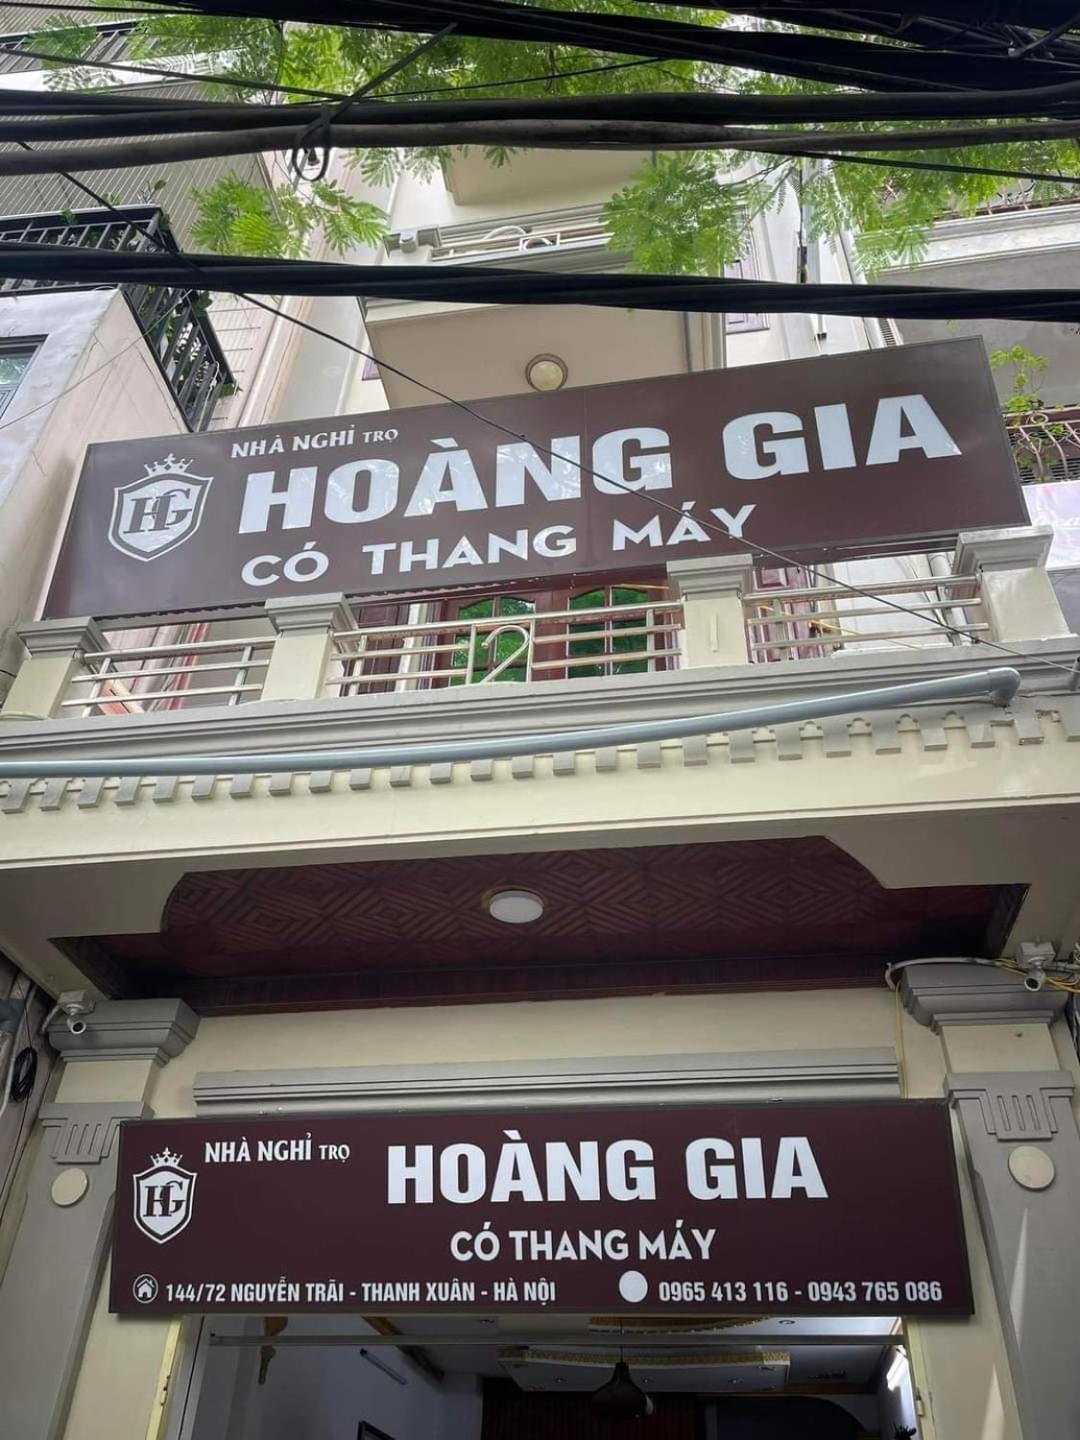 NHÀ NGHỈ TRỌ
HOÀNG GIA
HG
CÓ THANG MÁY
NHÀ NGHỈ TRỌ
HOÀNG GIA
HG
CÓ THANG MÁY
144/72 NGUYỄN TRÃI - THANH XUÂN - HÀ NỘI
0965 413 116 - 0943 765 086